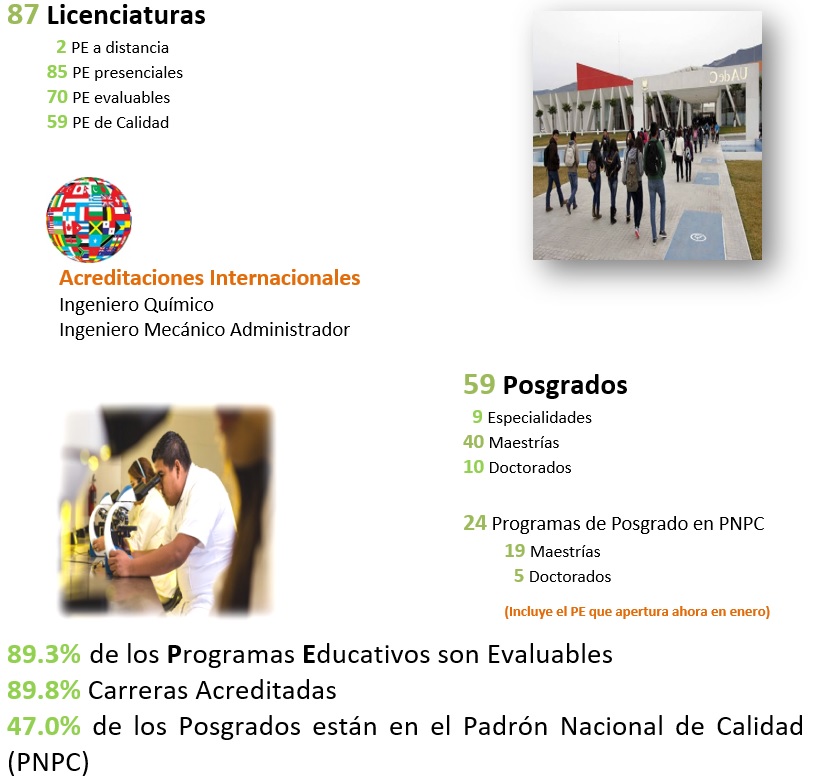 87 Licenciaturas
2 PE a distancia
85 PE presenciales
70 PE evaluables
59 PE de Calidad
UAdeC
Acreditaciones Internacionales
Ingeniero Químico
Ingeniero Mecánico Administrador
59 Posgrados
9 Especialidades
40 Maestrías
10 Doctorados
24 Programas de Posgrado en PNPC
19 Maestrías
5 Doctorados
(Incluye el PE que apertura ahora en enero)
89.3% de los Programas Educativos son Evaluables
89.8% Carreras Acreditadas
47.0% de los Posgrados están en el Padrón Nacional de Calidad
(PNPC)